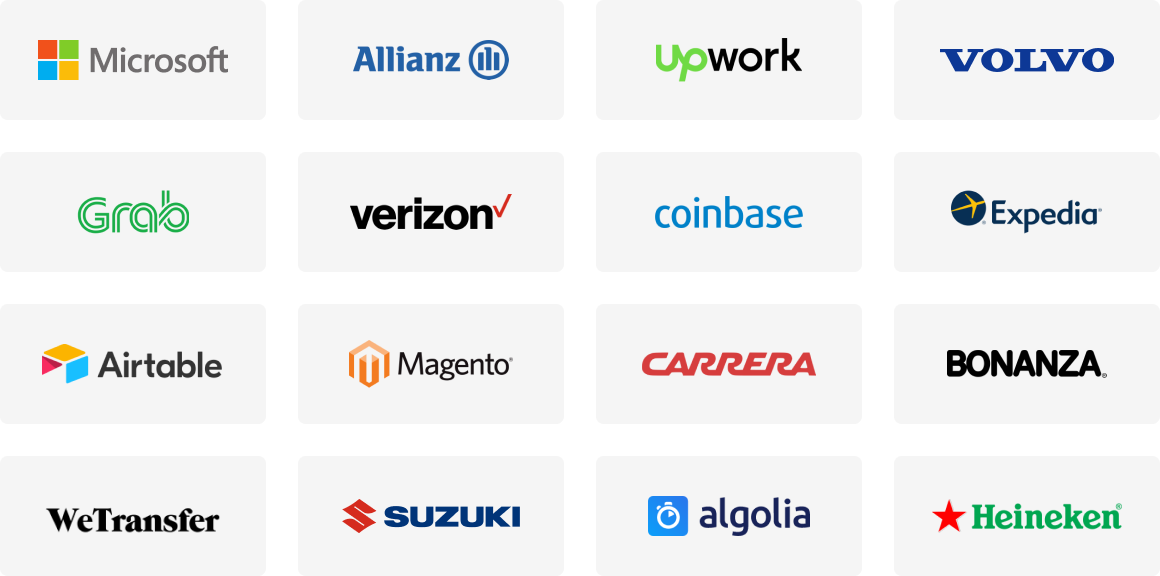 Microsoft
Allianz
upwork
VOLVO
Grab
verizon
coinbase
Expedia®
Airtable
Magento®
CARRERA
BONANZA®
WeTransfer
SUZUKI
algolia
Heineken®